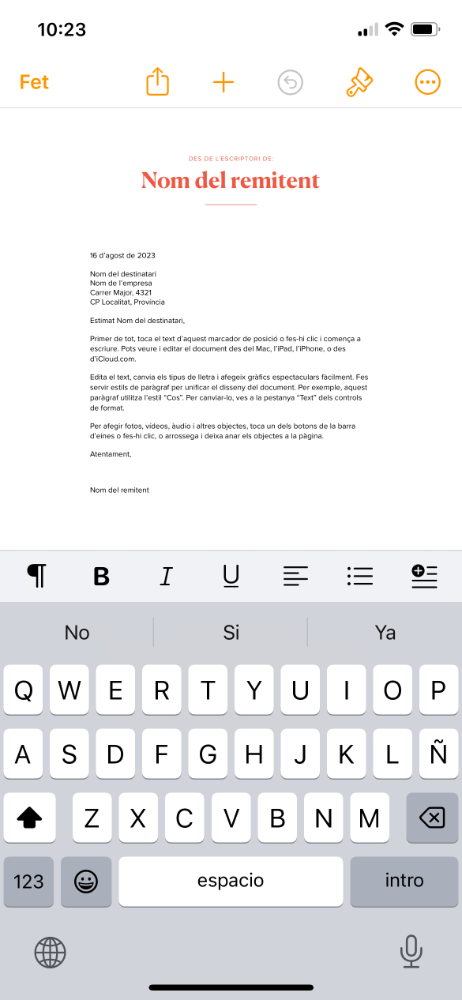 10:23
Fet
DES DE L'ESCRIPTORI DE:
Nom del remitent
16 d'agost de 2023
Nom del destinatari
Nom de l'empresa
Carrer Major, 4321
CP Localitat, Província
Estimat Nom del destinatari,
Primer de tot, toca el text d'aquest marcador de posició o fes-hi clic i comença a
escriure. Pots veure i editar el document des del Mac, l'iPad, l'iPhone, o des
d'iCloud.com.
Edita el text, canvia els tipus de lletra i afegeix gràfics espectaculars fàcilment. Fes
servir estils de paràgraf per unificar el disseny del document. Per exemple, aquest
paràgraf utilitza l'estil “Cos”. Per canviar-lo, ves a la pestanya “Text” dels controls
de format.
Per afegir fotos, vídeos, àudio i altres objectes, toca un dels botons de la barra
d'eines o fes-hi clic, o arrossega i deixa anar els objectes a la pàgina.
Atentament,
Nom del remitent
B I U
No Si Ya
Q W E R T Y U I O P
A S D F G H J K L Ñ
Z X C V B N M
123 espacio intro